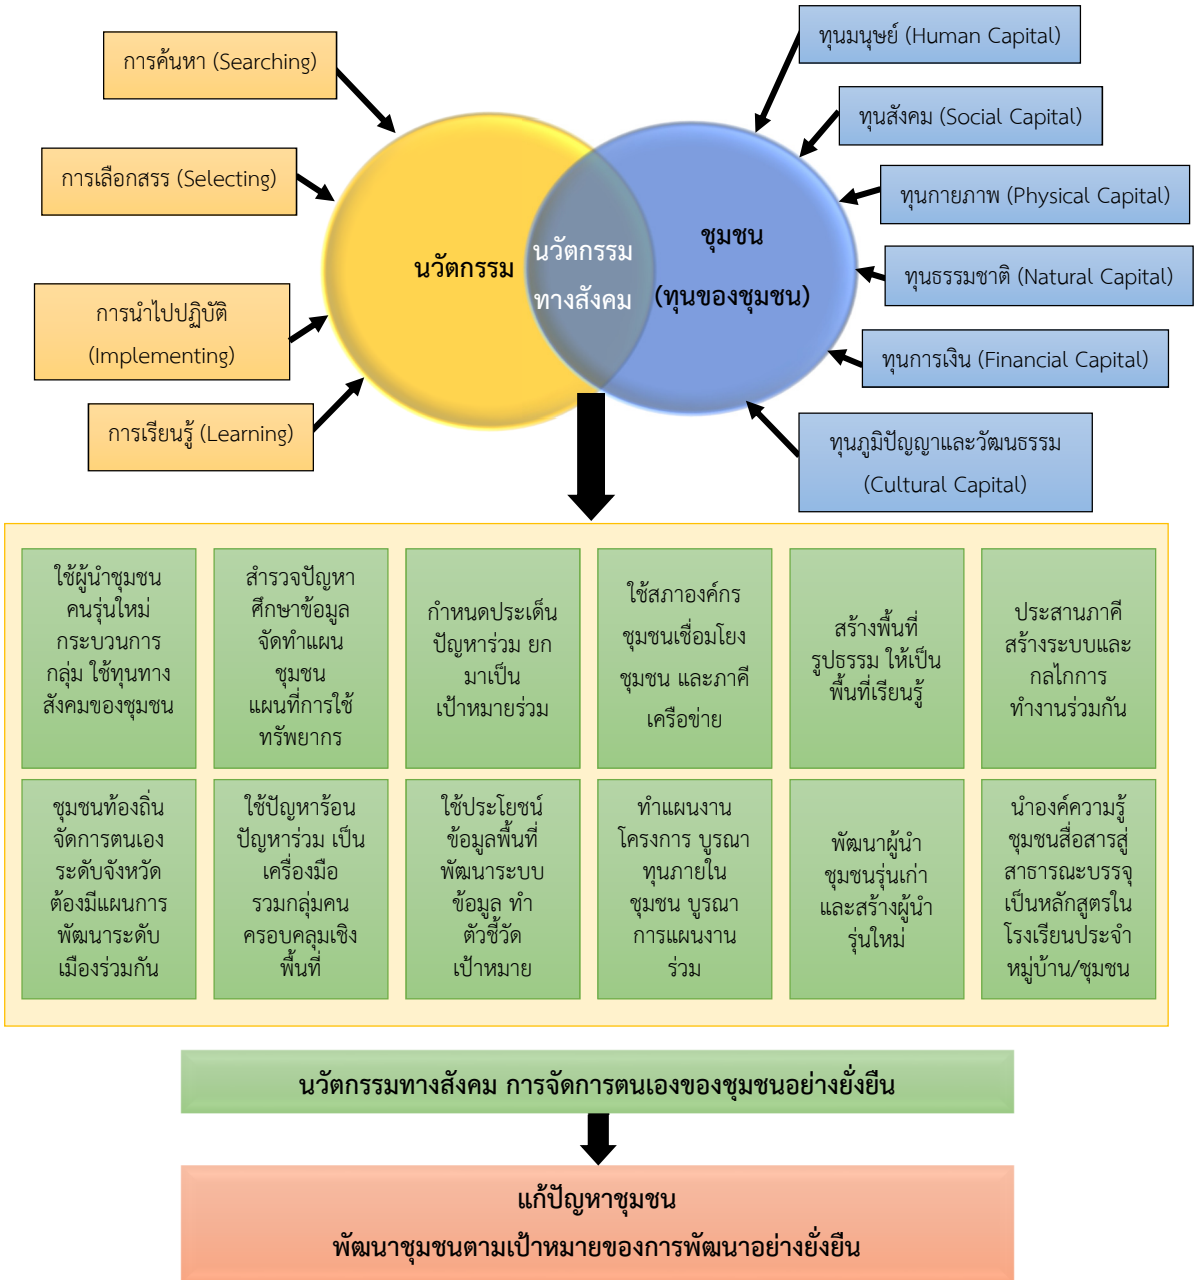 การค้นหา (Searching)
การเลือกสรร (Selecting)
การนำไปปฏิบัติ
(Implementing)
การเรียนรู้ (Learning)
นวัตกรรม
นวัตกรรม
ทางสังคม
ชุมชน
(ทุนของชุมชน)
ทุนมนุษย์ (Human Capital)
ทุนสังคม (Social Capital)
ทุนกายภาพ (Physical Capital)
ทุนธรรมชาติ (Natural Capital)
ทุนการเงิน (Financial Capital)
ทุนภูมิปัญญาและวัฒนธรรม
(Cultural Capital)
ใช้ผู้นำชุมชน
คนรุ่นใหม่
กระบวนการ
กลุ่ม ใช้ทุนทาง
สังคมของชุมชน
สำรวจปัญหา
ศึกษาข้อมูล
จัดทำแผน
ชุมชน
แผนที่การใช้
ทรัพยากร
กำหนดประเด็น
ปัญหาร่วม ยก
มาเป็น
เป้าหมายร่วม
ใช้สภาองค์กร
ชุมชนเชื่อมโยง
ชุมชน และภาคี
เครือข่าย
สร้างพื้นที่
รูปธรรม ให้เป็น
พื้นที่เรียนรู้
ประสานภาคี
สร้างระบบและ
กลไกการ
ทำงานร่วมกัน
ชุมชนท้องถิ่น
จัดการตนเอง
ระดับจังหวัด
ต้องมีแผนการ
พัฒนาระดับ
เมืองร่วมกัน
ใช้ปัญหาร้อน
ปัญหาร่วม เป็น
เครื่องมือ
รวมกลุ่มคน
ครอบคลุมเชิง
พื้นที่
ใช้ประโยชน์
ข้อมูลพื้นที่
พัฒนาระบบ
ข้อมูล ทำ
ตัวชี้วัด
เป้าหมาย
ทำแผนงาน
โครงการ บูรณา
ทุนภายใน
ชุมชน บูรณา
การแผนงาน
ร่วม
พัฒนาผู้นำ
ชุมชนรุ่นเก่า
และสร้างผู้นำ
รุ่นใหม่
นำองค์ความรู้
ชุมชนสื่อสารสู่
สาธารณะบรรจุ
เป็นหลักสูตรใน
โรงเรียนประจำ
หมู่บ้าน/ชุมชน
นวัตกรรมทางสังคม การจัดการตนเองของชุมชนอย่างยั่งยืน
แก้ปัญหาชุมชน
พัฒนาชุมชนตามเป้าหมายของการพัฒนาอย่างยั่งยืน